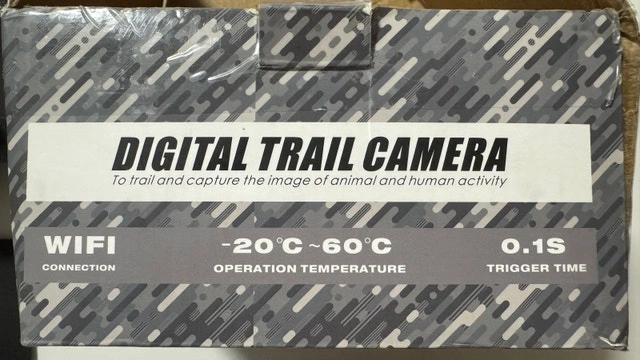 DIGITAL TRAIL CAMERA
To trail and capture the image of animal and human activity
WIFI -20°C ~60°C 0.1S
CONNECTION OPERATION TEMPERATURE TRIGGER TIME